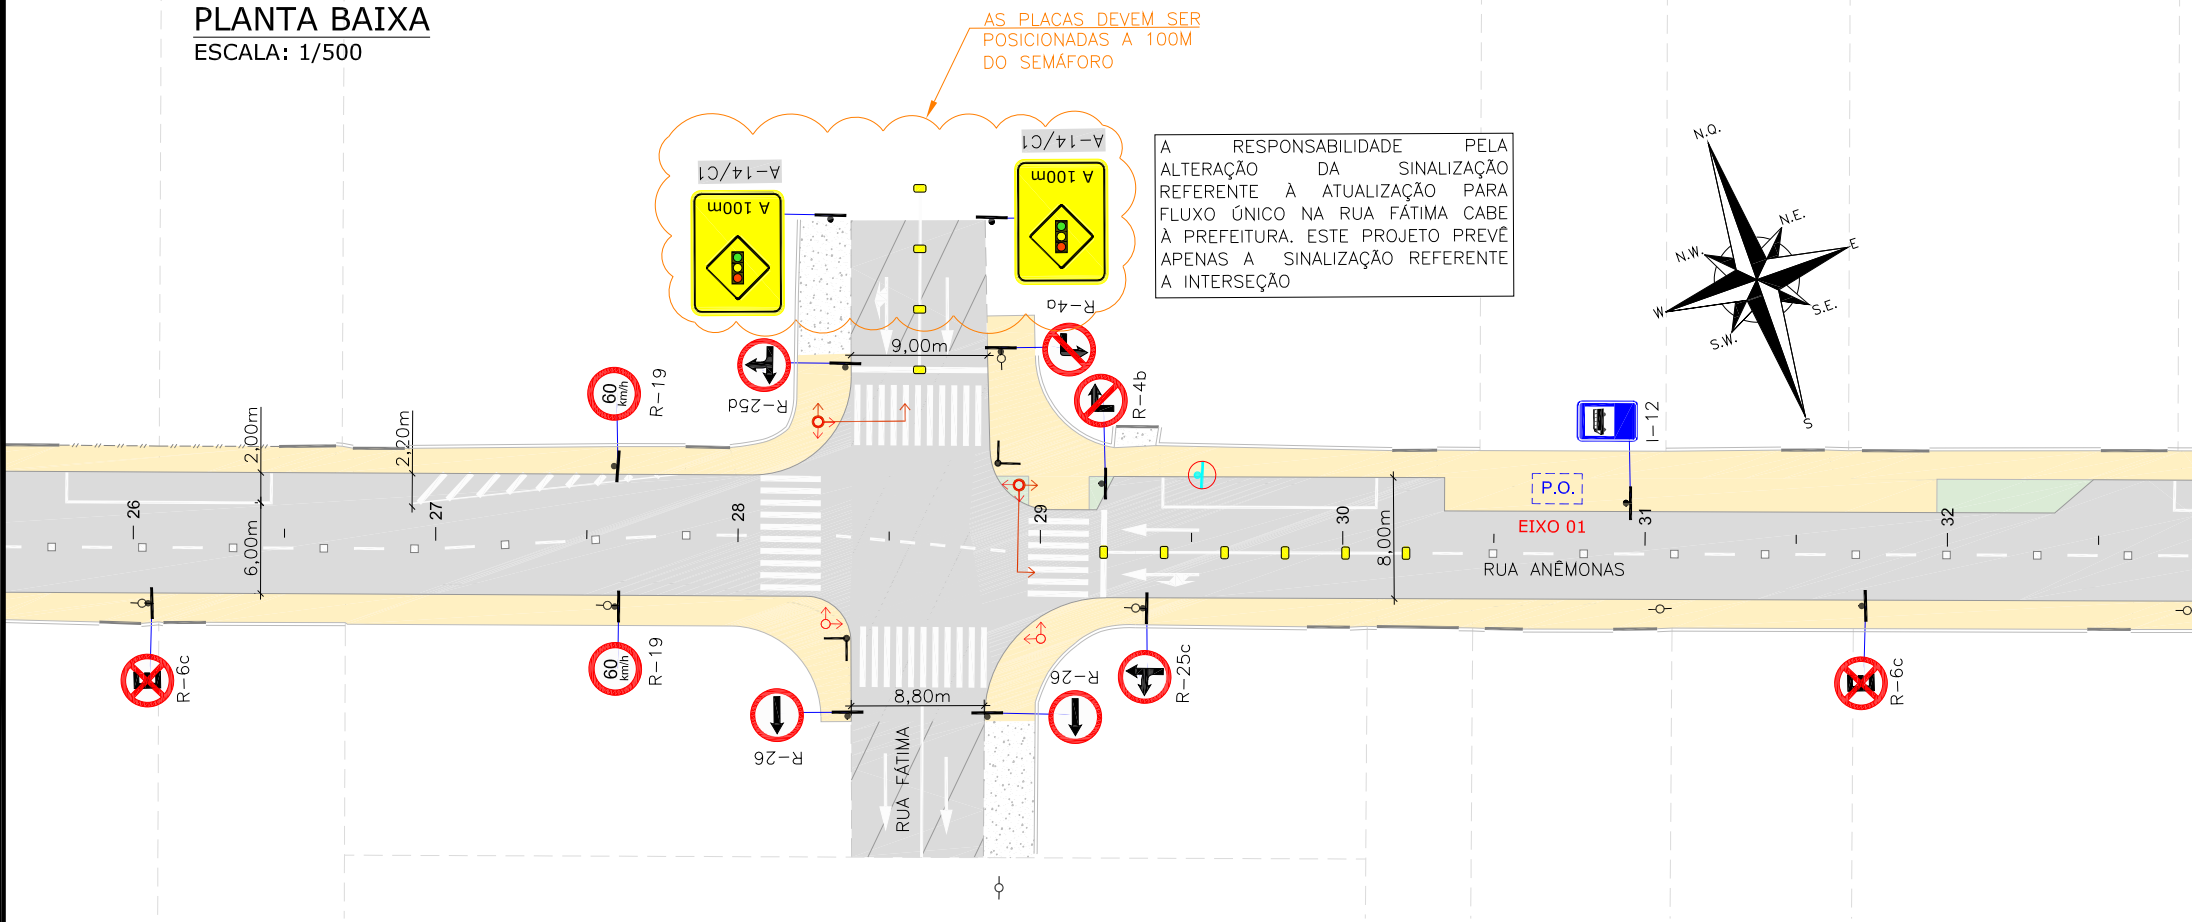 PLANTA BAIXA
ESCALA: 1/500
AS PLACAS DEVEM SER
POSICIONADAS A 100M
DO SEMÁFORO
A RESPONSABILIDADE PELA
ALTERAÇÃO DA SINALIZAÇÃO
REFERENTE À ATUALIZAÇÃO PARA
FLUXO ÚNICO NA RUA FÁTIMA CABE
À PREFEITURA. ESTE PROJETO PREVÊ
APENAS A SINALIZAÇÃO REFERENTE
A INTERSEÇÃO
N.O.
N.E.
E
S.E.
S
S.W.
W
N.W.
A-14/C1
A 100m
A-14/C1
A 100m
R-4a
R-25d
9,00m
R-4b
60
km/h
R-19
I-12
2,00m
2,20m
6,00m
8,00m
26
27
28
29
30
31
32
P.O.
EIXO 01
RUA ANÊMONAS
R-6c
60
km/h
R-19
R-26
8,80m
R-26
R-25c
R-6c
RUA FÁTIMA